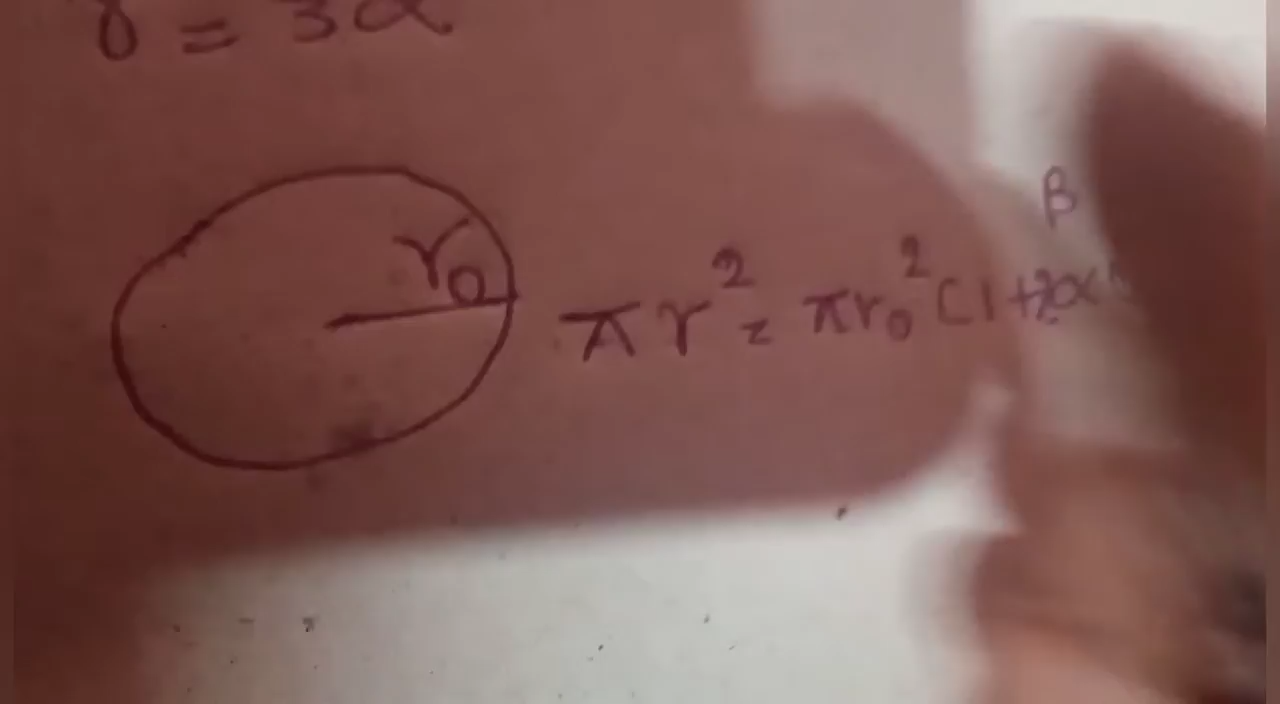 γ = 3α
r₀
β
πr² = πr₀² (1+2α